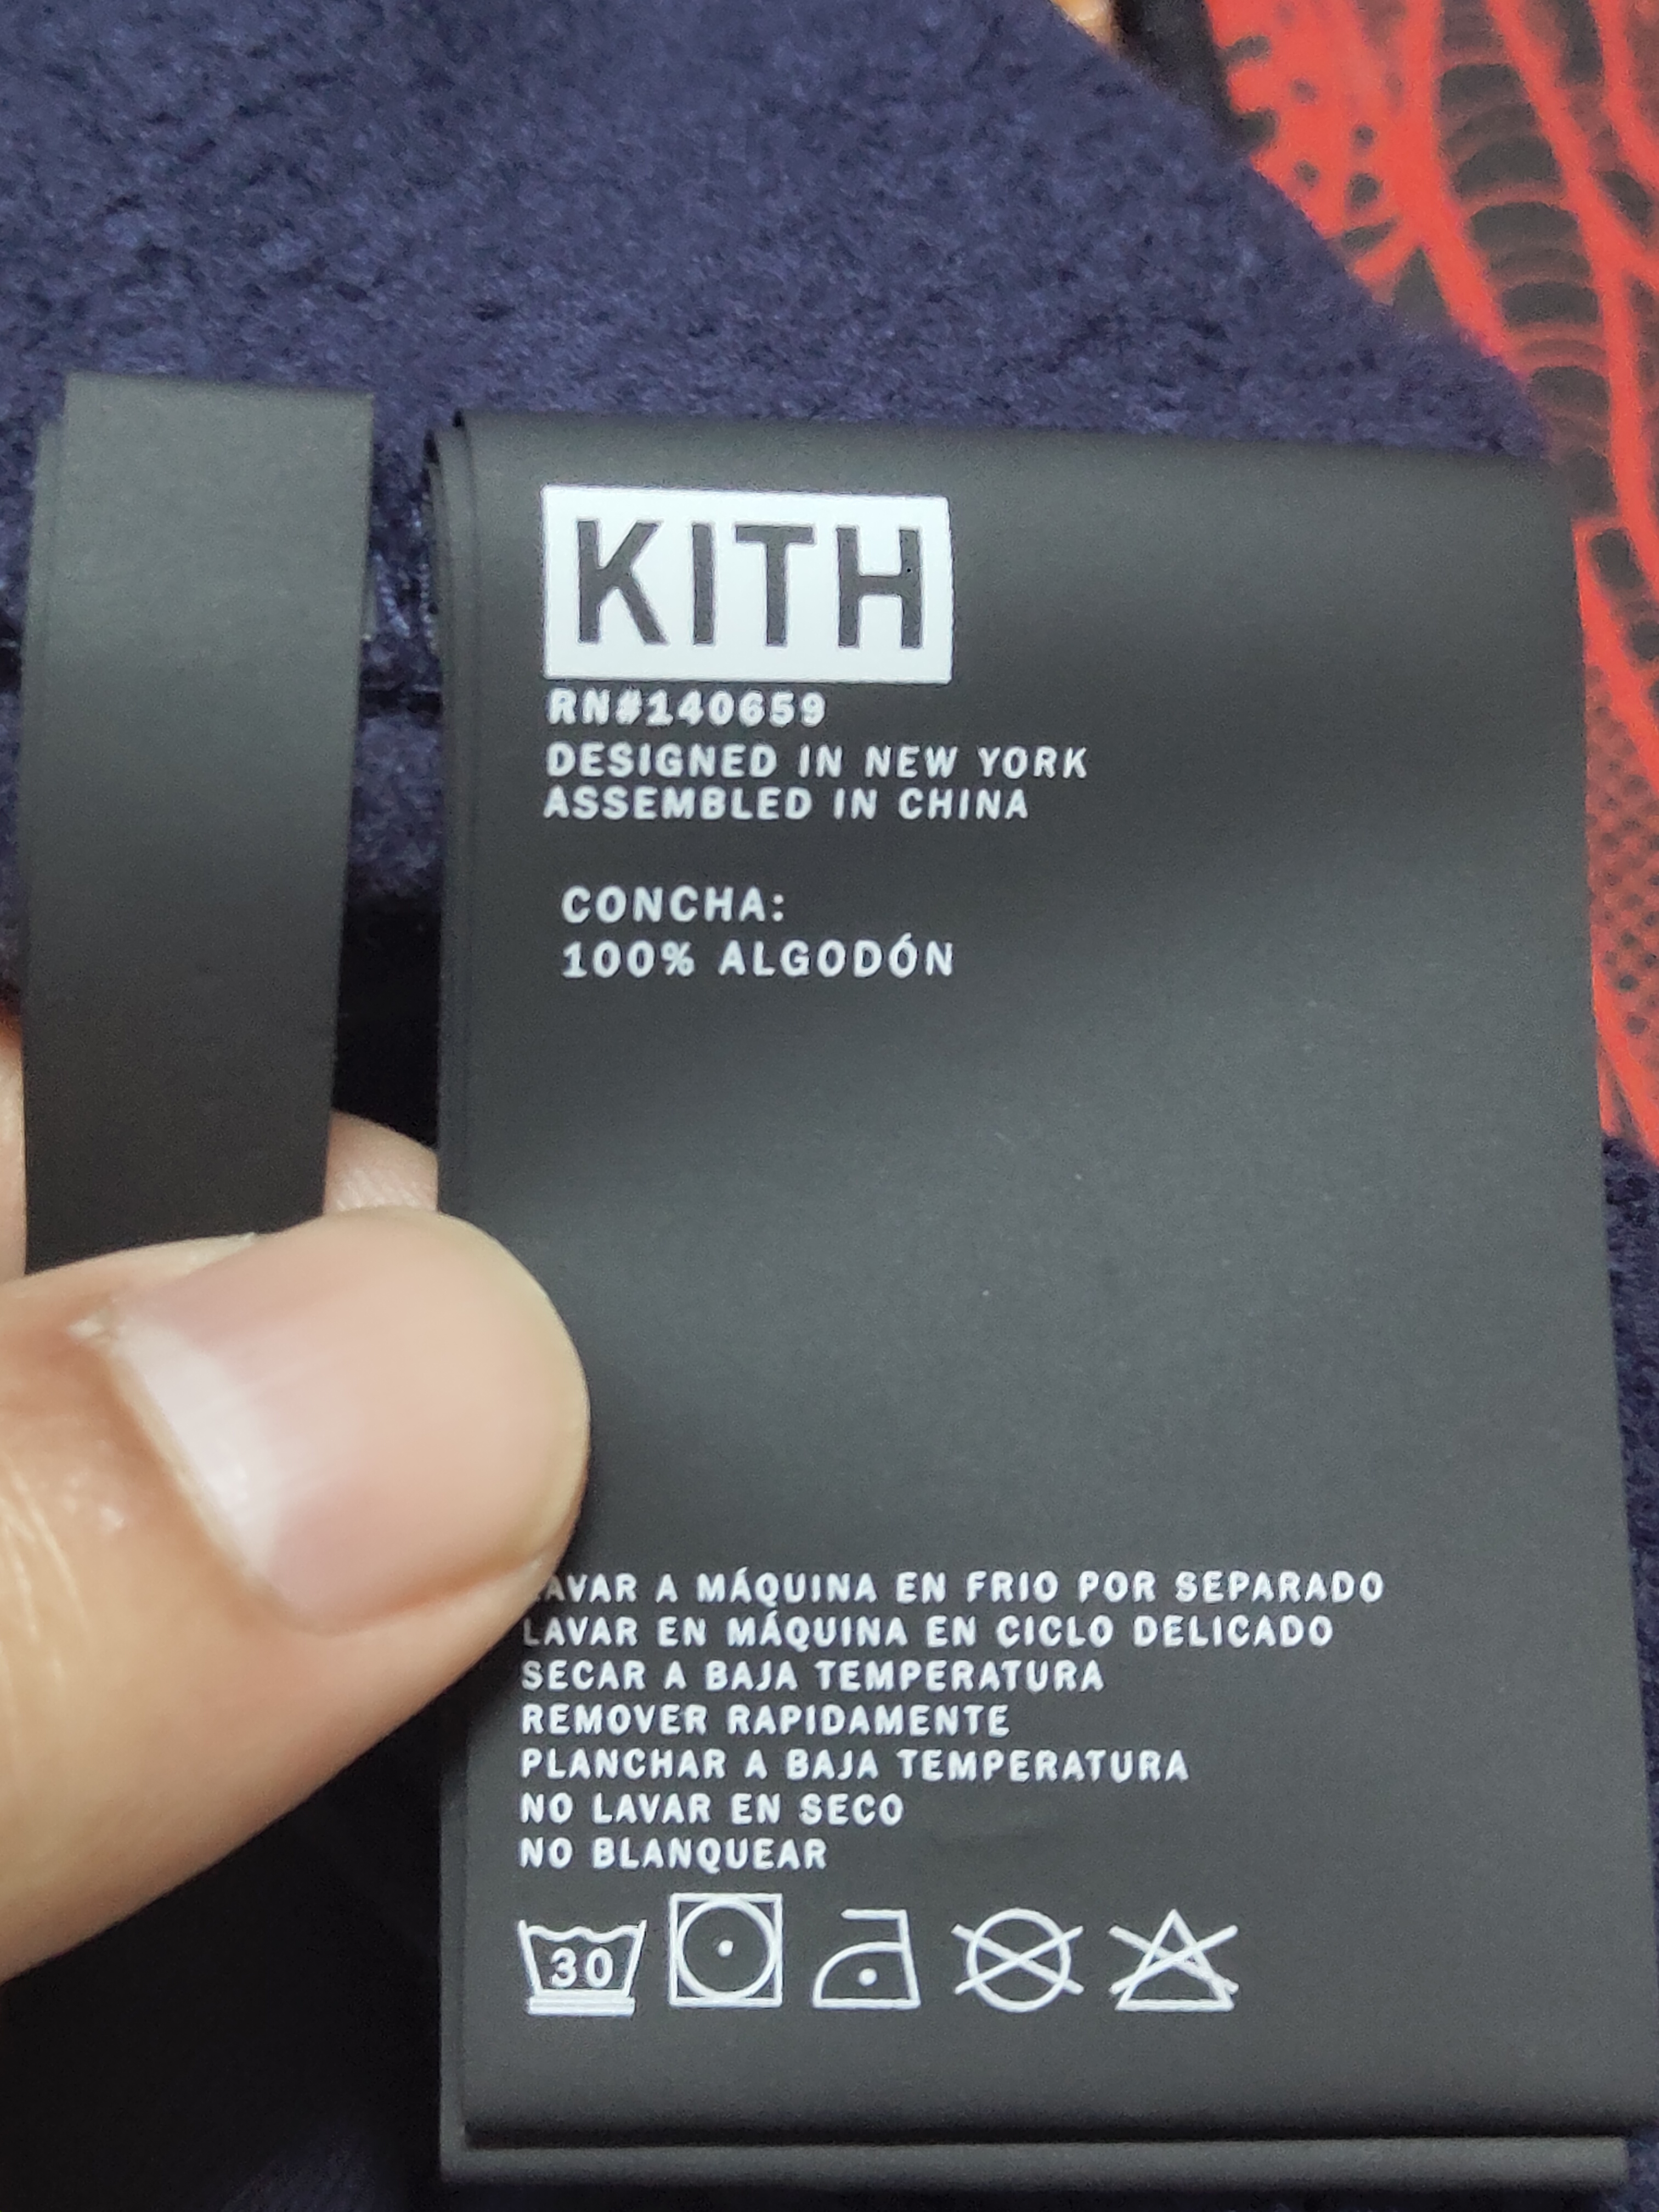 KITH
RN#140659
DESIGNED IN NEW YORK
ASSEMBLED IN CHINA
CONCHA:
100% ALGODÓN
LAVAR A MÁQUINA EN FRIO POR SEPARADO
LAVAR EN MÁQUINA EN CICLO DELICADO
SECAR A BAJA TEMPERATURA
REMOVER RAPIDAMENTE
PLANCHAR A BAJA TEMPERATURA
NO LAVAR EN SECO
NO BLANQUEAR
30